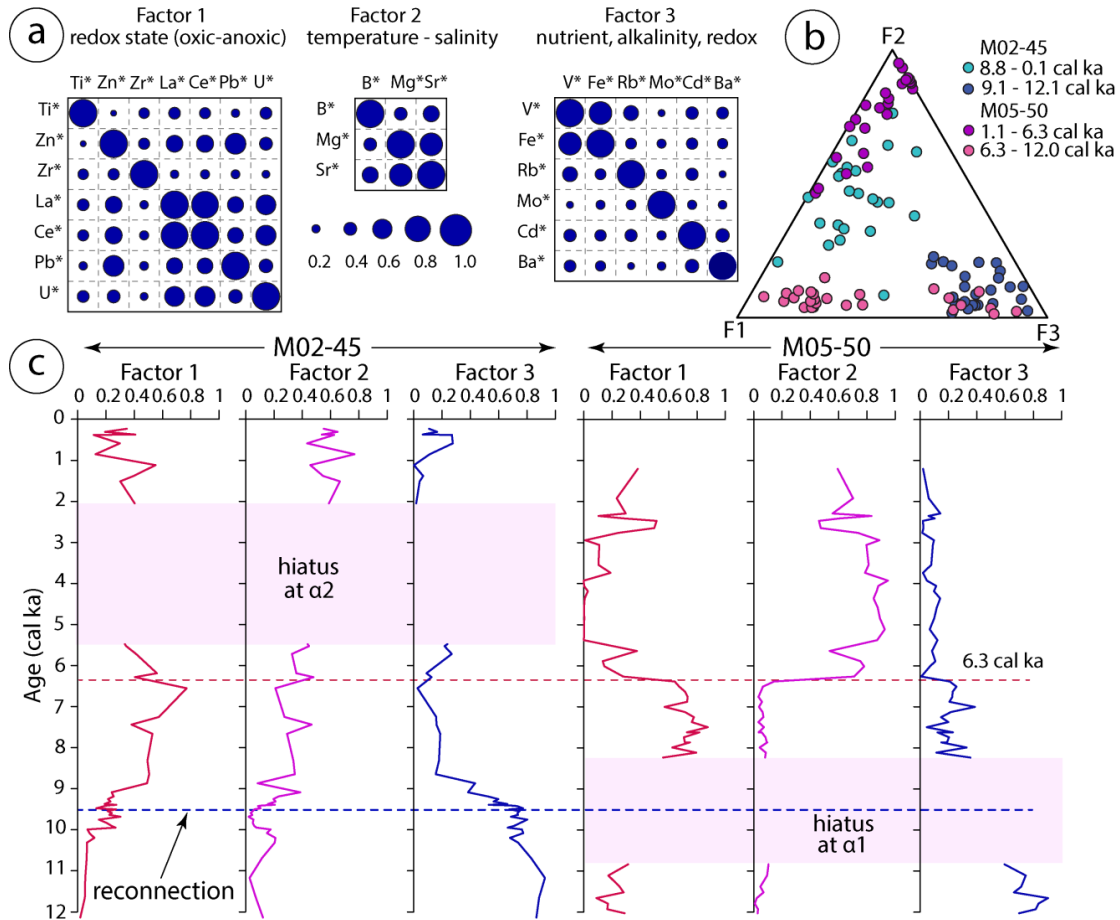 a
Factor 1
redox state (oxic-anoxic)
Factor 2
temperature - salinity
Factor 3
nutrient, alkalinity, redox
Ti* Zn* Zr* La* Ce* Pb* U*
Ti*
Zn*
Zr*
La*
Ce*
Pb*
U*
B* Mg* Sr*
B*
Mg*
Sr*
0.2 0.4 0.6 0.8 1.0
V* Fe* Rb* Mo* Cd* Ba*
V*
Fe*
Rb*
Mo*
Cd*
Ba*
b
F2
F1
F3
M02-45
8.8 - 0.1 cal ka
9.1 - 12.1 cal ka
M05-50
1.1 - 6.3 cal ka
6.3 - 12.0 cal ka
c
M02-45
M05-50
Factor 1
Factor 2
Factor 3
Factor 1
Factor 2
Factor 3
0 0.2 0.4 0.6 0.8 1
0.2 0.4 0.6 0.8 1
0.2 0.4 0.6 0.8 1
0 0.2 0.4 0.6 0.8 1
0.2 0.4 0.6 0.8 1
0.2 0.4 0.6 0.8 1
Age (cal ka)
0
1
2
3
4
5
6
7
8
9
10
11
12
hiatus
at α2
6.3 cal ka
hiatus
at α1
reconnection